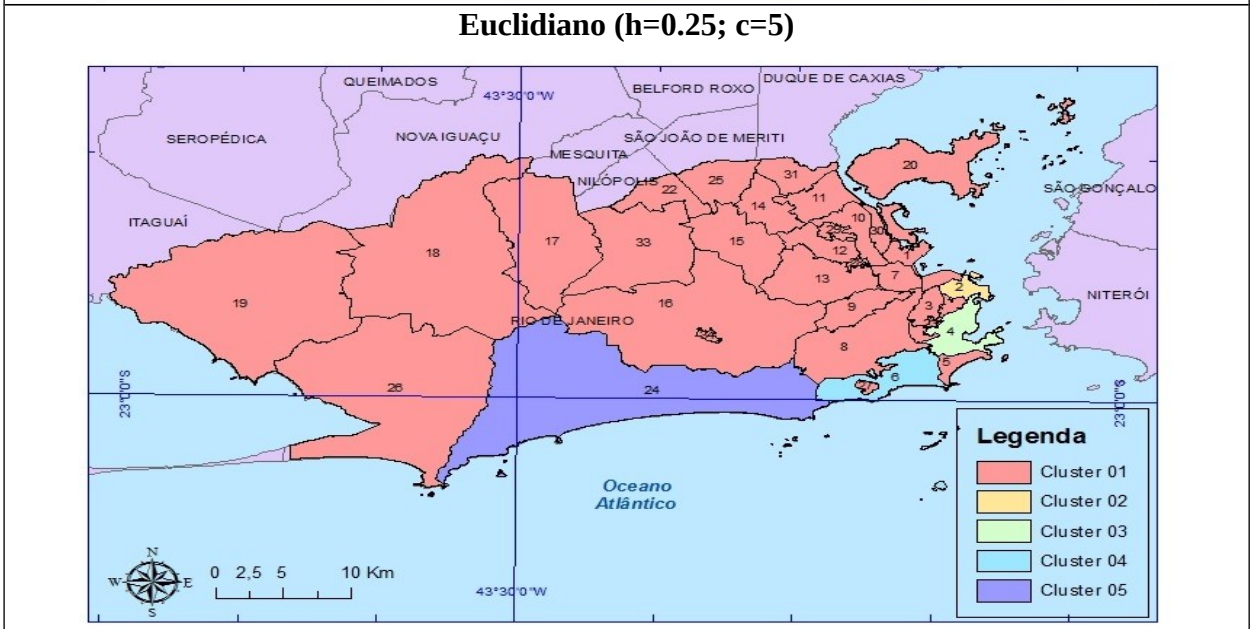 Euclidiano (h=0.25; c=5)
QUEIMADOS
43°30'0"W
BELFORD ROXO
DUQUE DE CAXIAS
SEROPÉDICA
NOVA IGUAÇU
SÃO JOÃO DE MERITI
MESQUITA
NILÓPOLIS
SÃO GONÇALO
ITAGUAÍ
NITERÓI
RIO DE JANEIRO
20
31
25
22
14
11
10
30
29
12
1
28
7
13
15
33
17
18
19
16
9
2
3
4
8
5
6
26
24
23°0'0"S
23°0'0"S
Oceano
Atlântico
Legenda
Cluster 01
Cluster 02
Cluster 03
Cluster 04
Cluster 05
N
W
E
S
0 2,5 5 10 Km
43°30'0"W